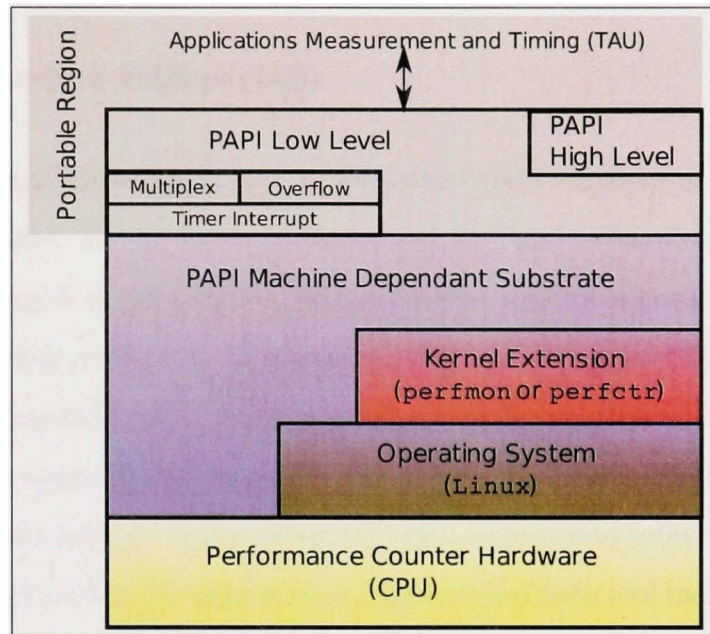 Applications Measurement and Timing (TAU)
Portable Region
PAPI Low Level
PAPI
High Level
Multiplex
Overflow
Timer Interrupt
PAPI Machine Dependant Substrate
Kernel Extension
(perfmon or perfctr)
Operating System
(Linux)
Performance Counter Hardware
(CPU)